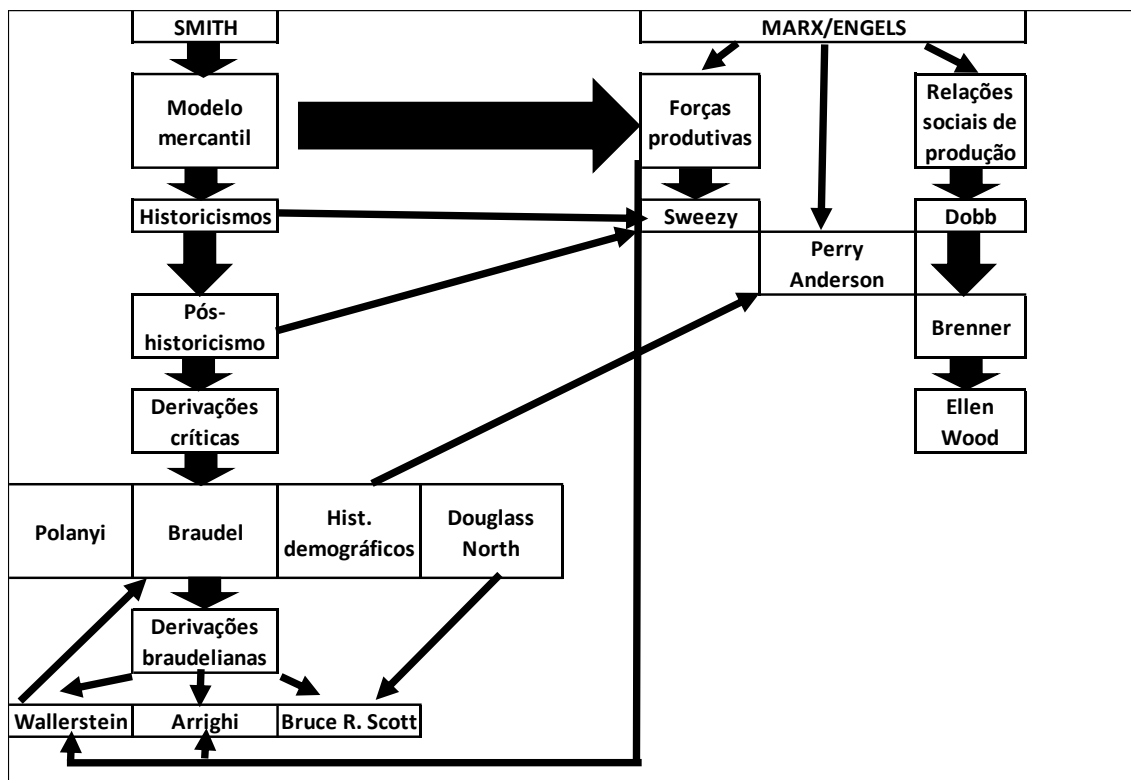 SMITH
MARX/ENGELS
Modelo
mercantil
Forças
produtivas
Relações
sociais de
produção
Historicismos
Sweezy
Dobb
Perry
Anderson
Pós-
historicismo
Brenner
Derivações
críticas
Ellen
Wood
Polanyi
Braudel
Hist.
demográficos
Douglass
North
Derivações
braudelianas
Wallerstein
Arrighi
Bruce R. Scott